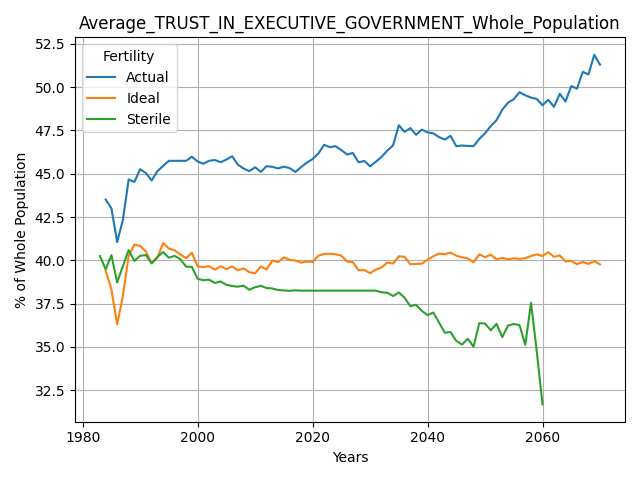 Average_TRUST_IN_EXECUTIVE_GOVERNMENT_Whole_Population
Fertility
Actual
Ideal
Sterile
% of Whole Population
52.5
50.0
47.5
45.0
42.5
40.0
37.5
35.0
32.5
1980 2000 2020 2040 2060
Years